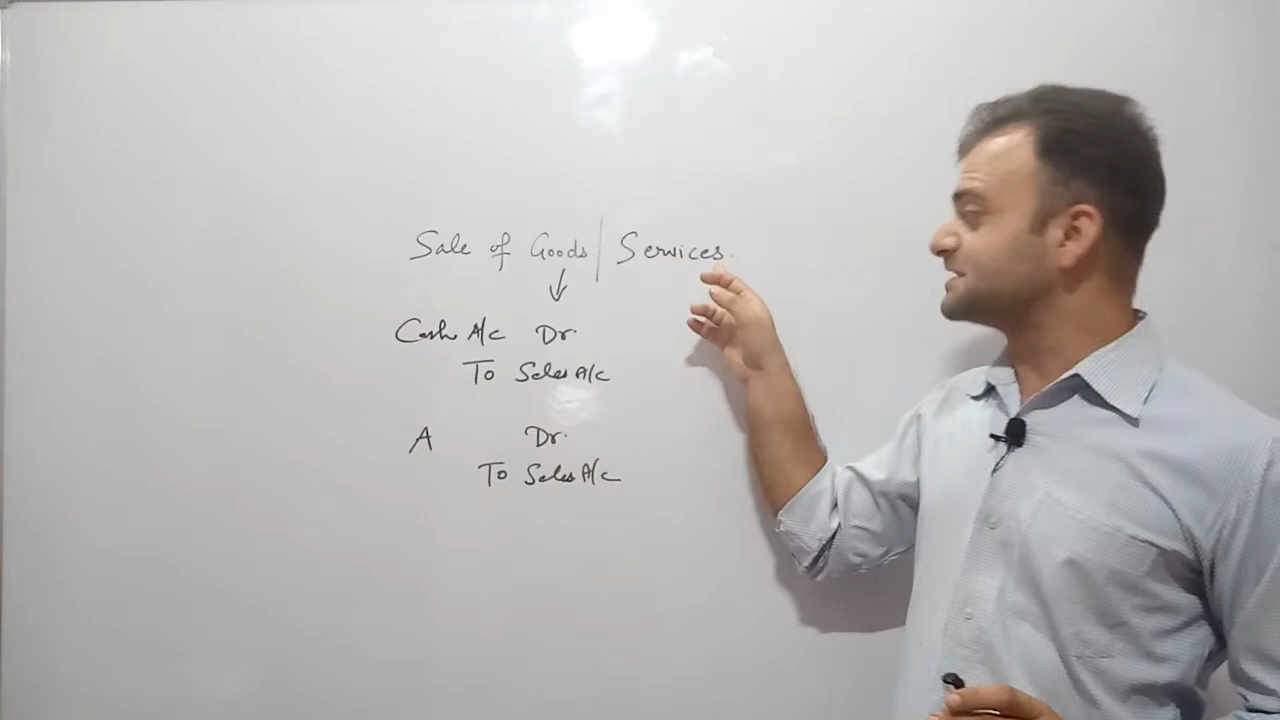 Sale of Goods | Services.
Cash A/c Dr.
To Sales A/c
A Dr.
To Sales A/c